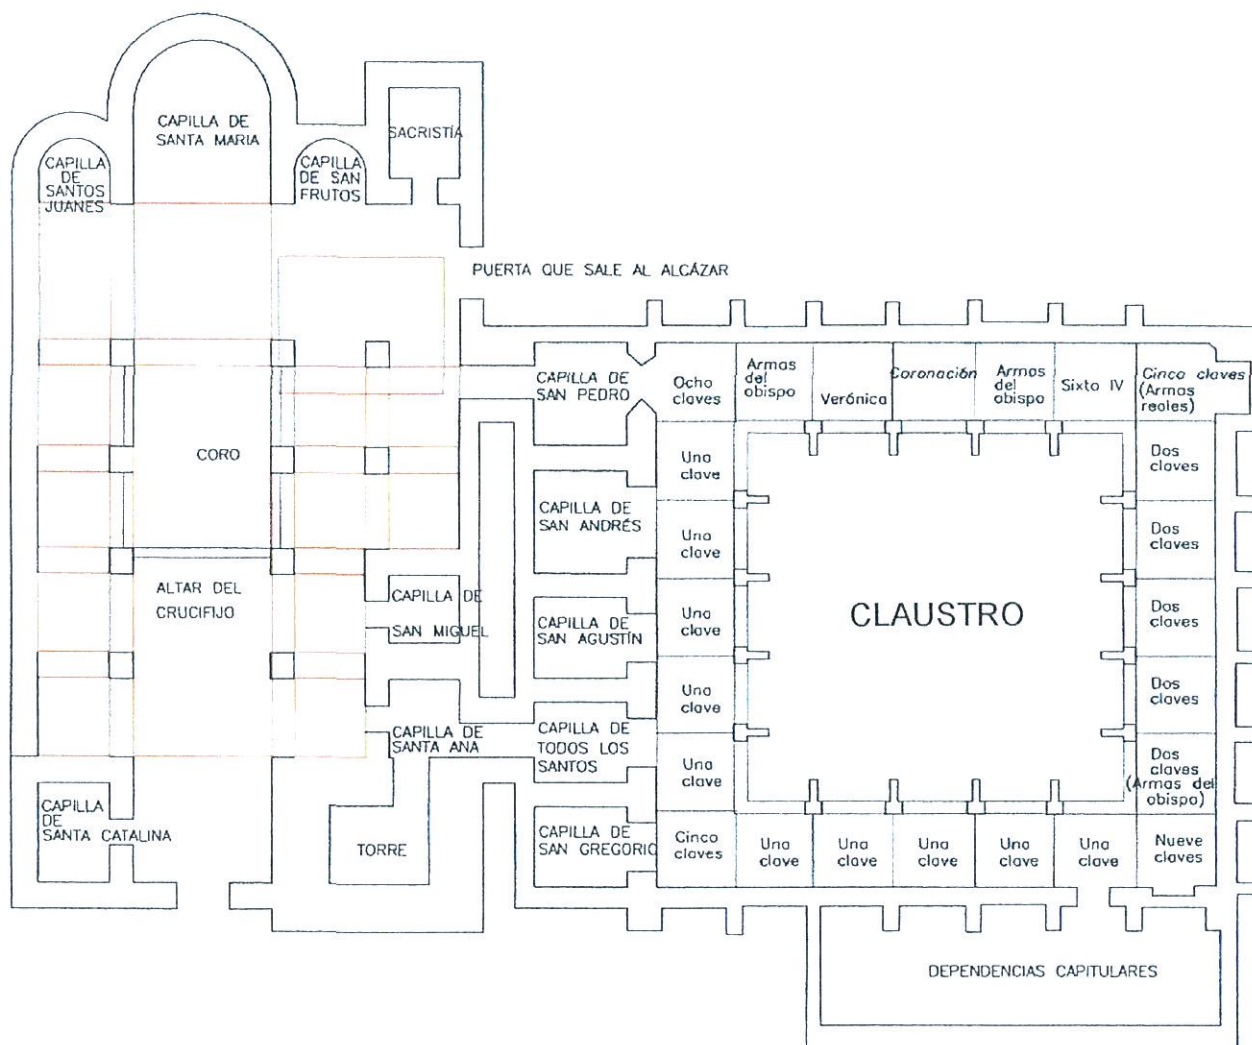 CAPILLA DE
SANTA MARIA
SACRISTÍA
CAPILLA
DE
SANTOS
JUANES
CAPILLA
DE SAN
FRUTOS
PUERTA QUE SALE AL ALCÁZAR
CAPILLA DE
SAN PEDRO
Ocho
claves
Armas
del
obispo
Verónica
Coronación
Armas
del
obispo
Sixto IV
Cinco claves
(Armas
reales)
CORO
Una
clave
Dos
claves
CAPILLA DE
SAN ANDRÉS
Una
clave
Dos
claves
ALTAR DEL
CRUCIFIJO
CAPILLA DE
SAN MIGUEL
CAPILLA DE
SAN AGUSTÍN
Una
clave
CLAUSTRO
Dos
claves
Una
clave
Dos
claves
CAPILLA DE
SANTA ANA
CAPILLA DE
TODOS LOS
SANTOS
Una
clave
Dos
claves
(Armas del
obispo)
CAPILLA
DE
SANTA CATALINA
TORRE
CAPILLA DE
SAN GREGORIO
Cinco
claves
Una
clave
Una
clave
Una
clave
Una
clave
Una
clave
Nueve
claves
DEPENDENCIAS CAPITULARES